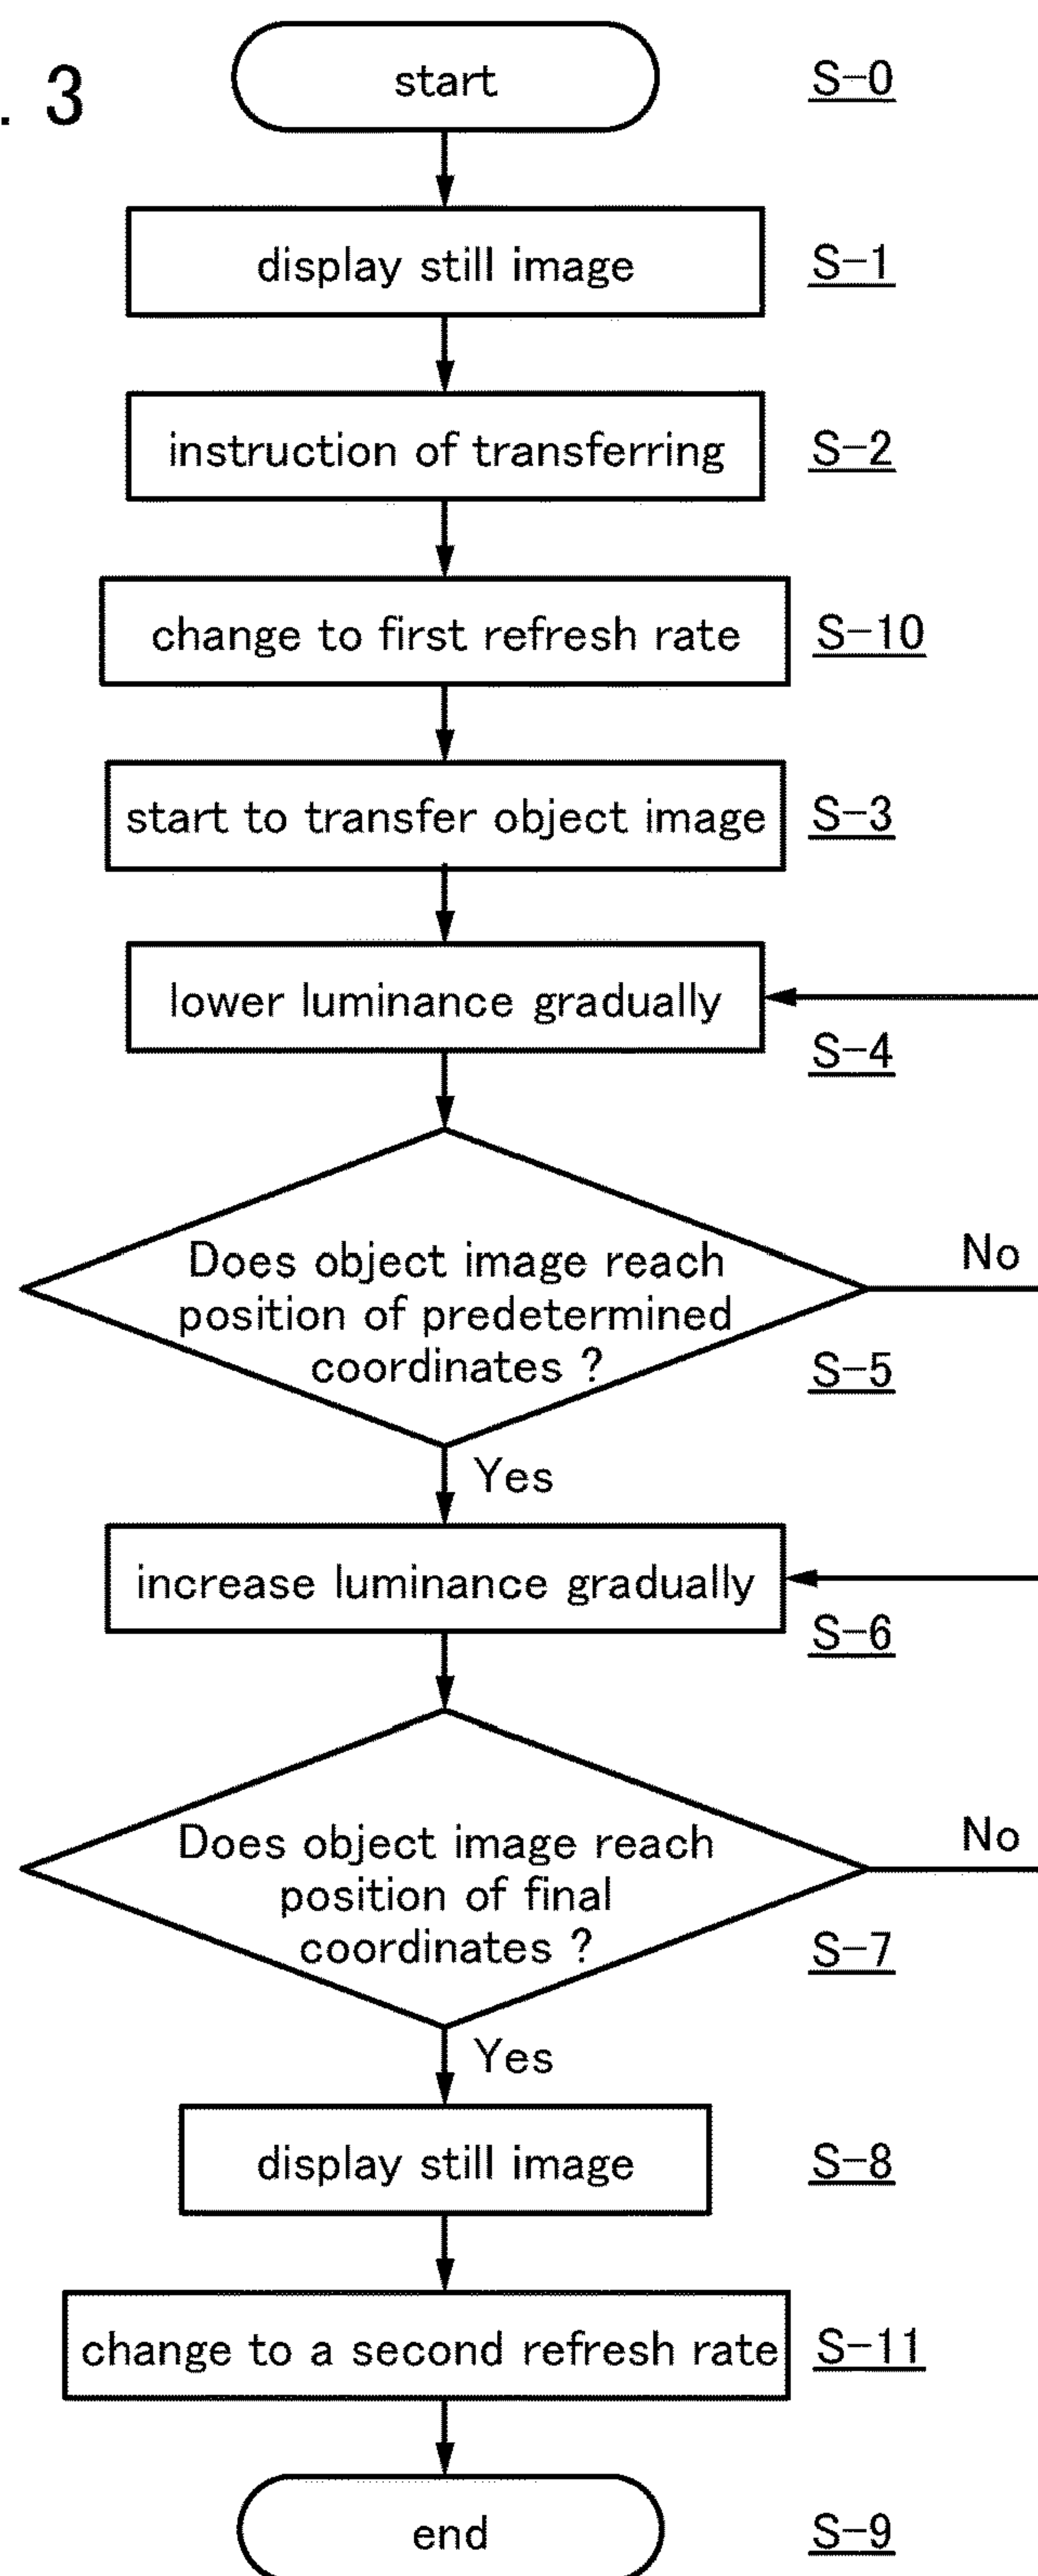 . 3
start
S-0
display still image
S-1
instruction of transferring
S-2
change to first refresh rate
S-10
start to transfer object image
S-3
lower luminance gradually
S-4
Does object image reach
position of predetermined
coordinates ?
No
S-5
Yes
increase luminance gradually
S-6
Does object image reach
position of final
coordinates ?
No
S-7
Yes
display still image
S-8
change to a second refresh rate
S-11
end
S-9